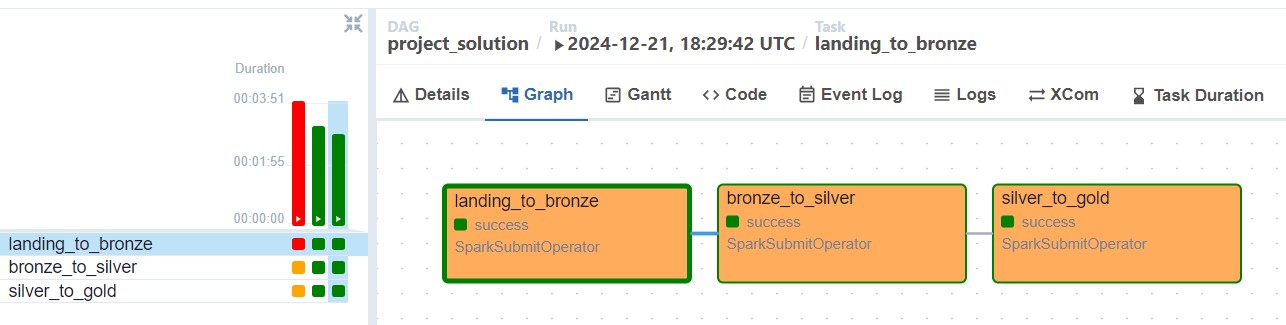 DAG Run Task
project_solution / 2024-12-21, 18:29:42 UTC / landing_to_bronze
Duration
00:03:51
00:01:55
00:00:00
landing_to_bronze
bronze_to_silver
silver_to_gold
Details Graph Gantt Code Event Log Logs XCom Task Duration
landing_to_bronze
success
SparkSubmitOperator
bronze_to_silver
success
SparkSubmitOperator
silver_to_gold
success
SparkSubmitOperator